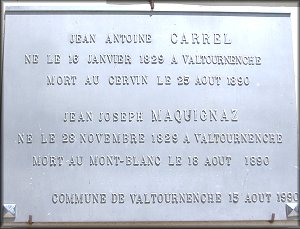 JEAN ANTOINE CARREL
NE LE 16 JANVIER 1829 A VALTOURNENCHE
MORT AU CERVIN LE 25 AOUT 1890
JEAN JOSEPH MAQUIGNAZ
NE LE 28 NOVEMBRE 1829 A VALTOURNENCHE
MORT AU MONT-BLANC LE 18 AOUT 1890
COMMUNE DE VALTOURNENCHE 15 AOUT 1990